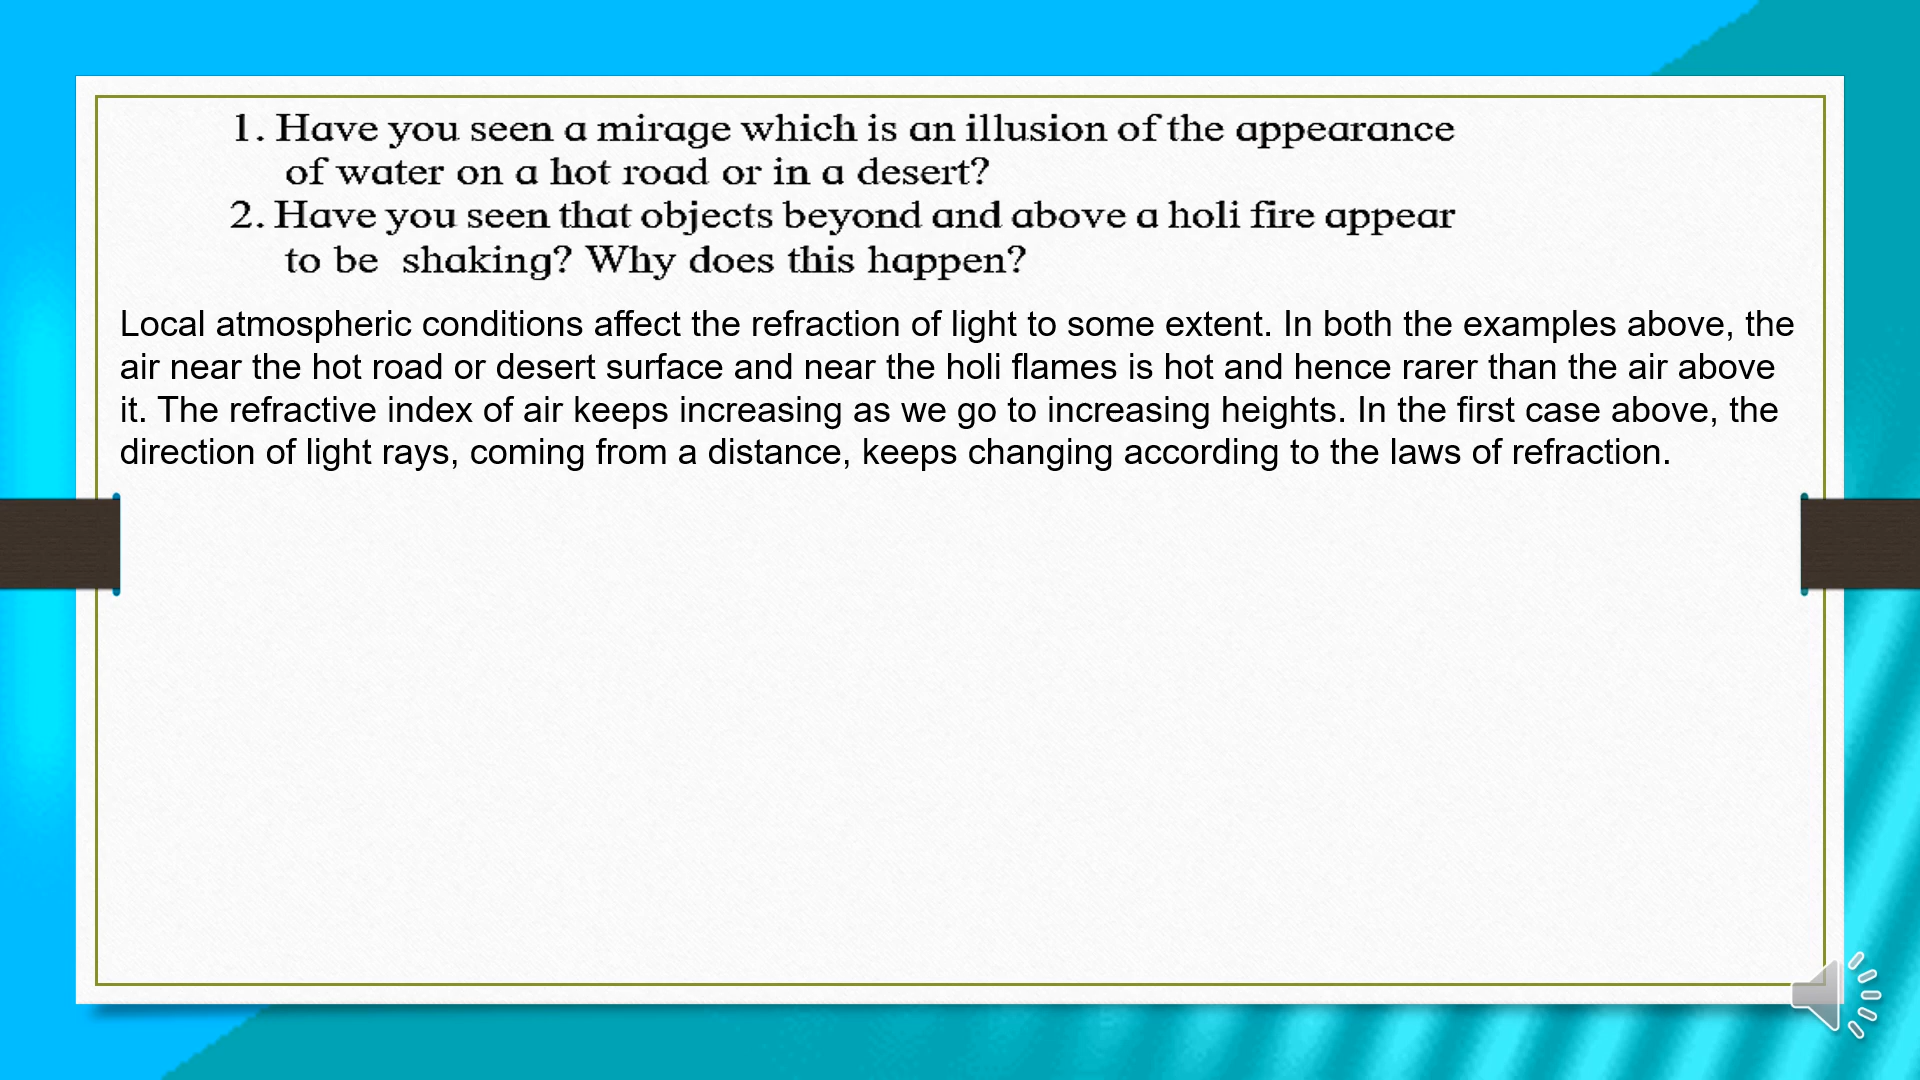 1. Have you seen a mirage which is an illusion of the appearance
of water on a hot road or in a desert?
2. Have you seen that objects beyond and above a holi fire appear
to be shaking? Why does this happen?
Local atmospheric conditions affect the refraction of light to some extent. In both the examples above, the
air near the hot road or desert surface and near the holi flames is hot and hence rarer than the air above
it. The refractive index of air keeps increasing as we go to increasing heights. In the first case above, the
direction of light rays, coming from a distance, keeps changing according to the laws of refraction.